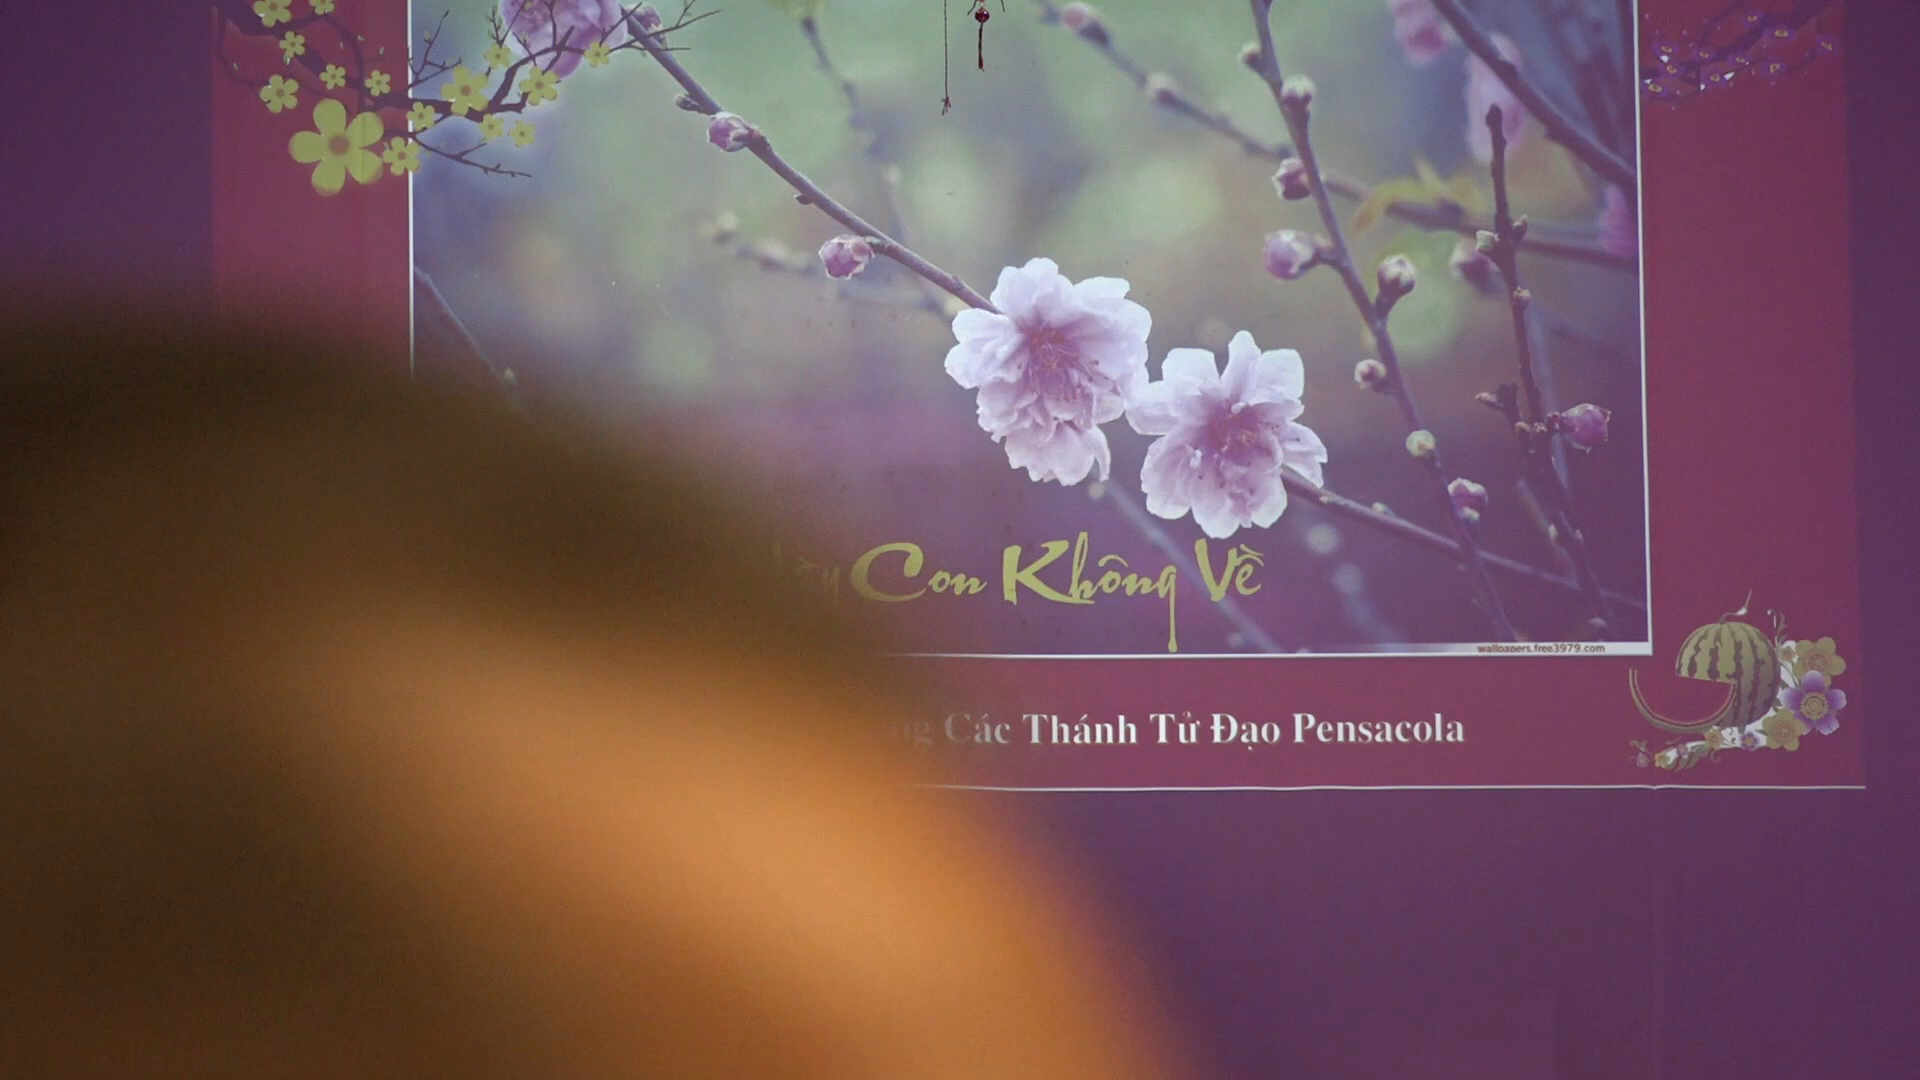 Con Không Về
wallpapers.free3979.com
Các Thánh Tử Đạo Pensacola